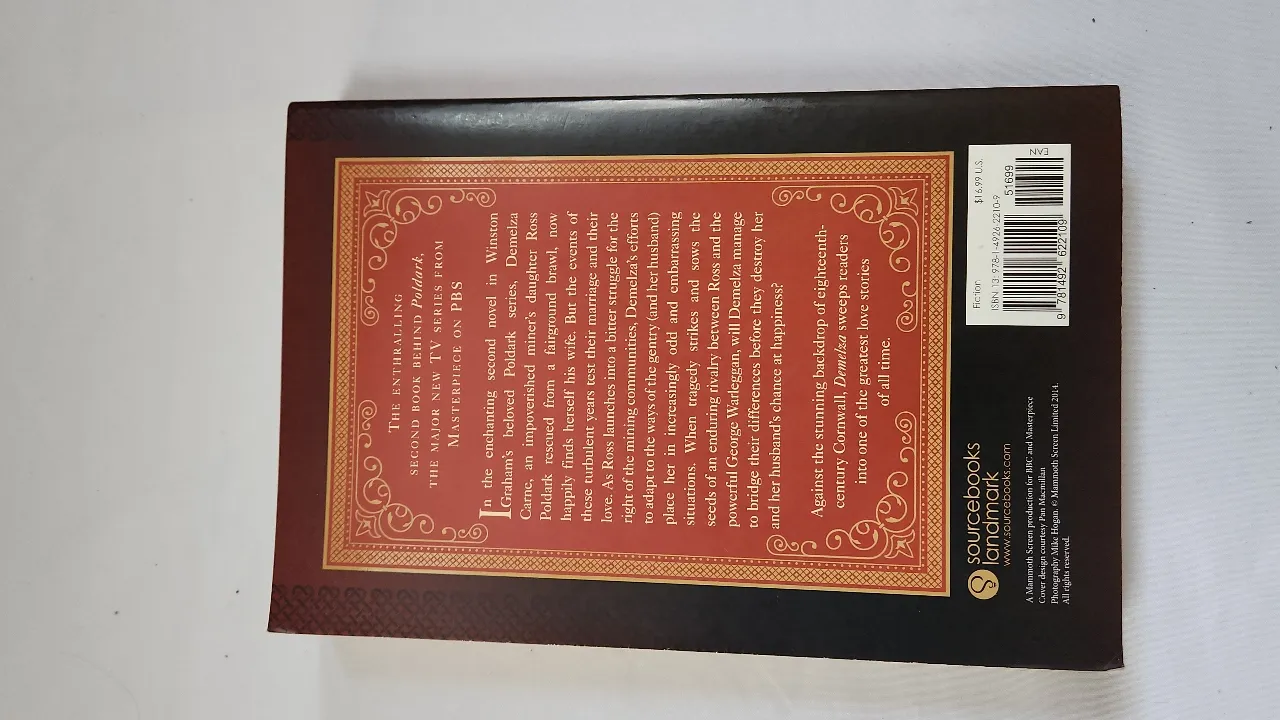 THE ENTHRALLING
SECOND BOOK BEHIND Poldark,
THE MAJOR NEW TV SERIES FROM
MASTERPIECE ON PBS
In the enchanting second novel in Winston
Graham's beloved Poldark series, Demelza
Carne, an impoverished miner's daughter Ross
Poldark rescued from a fairground brawl, now
happily finds herself his wife. But the events of
these turbulent years test their marriage and their
love. As Ross launches into a bitter struggle for the
right of the mining communities, Demelza's efforts
to adapt to the ways of the gentry (and her husband)
place her in increasingly odd and embarrassing
situations. When tragedy strikes and sows the
seeds of an enduring rivalry between Ross and the
powerful George Warleggan, will Demelza manage
to bridge their differences before they destroy her
and her husband's chance at happiness?
Against the stunning backdrop of eighteenth-
century Cornwall, Demelza sweeps readers
into one of the greatest love stories
of all time.
sourcebooks
landmark
www.sourcebooks.com
A Mammoth Screen production for BBC and Masterpiece
Cover design courtesy Pan Macmillan
Photography Mike Hogan © Mammoth Screen Limited 2014.
All rights reserved.
Fiction
$16.99 U.S.
ISBN-13: 978-1-4926-2210-9
9 781492 622109
51699
EAN